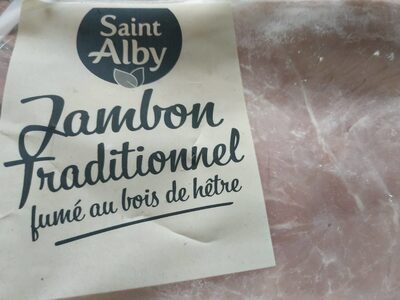 Saint
Alby
Jambon
Traditionnel
fumé au bois de hêtre